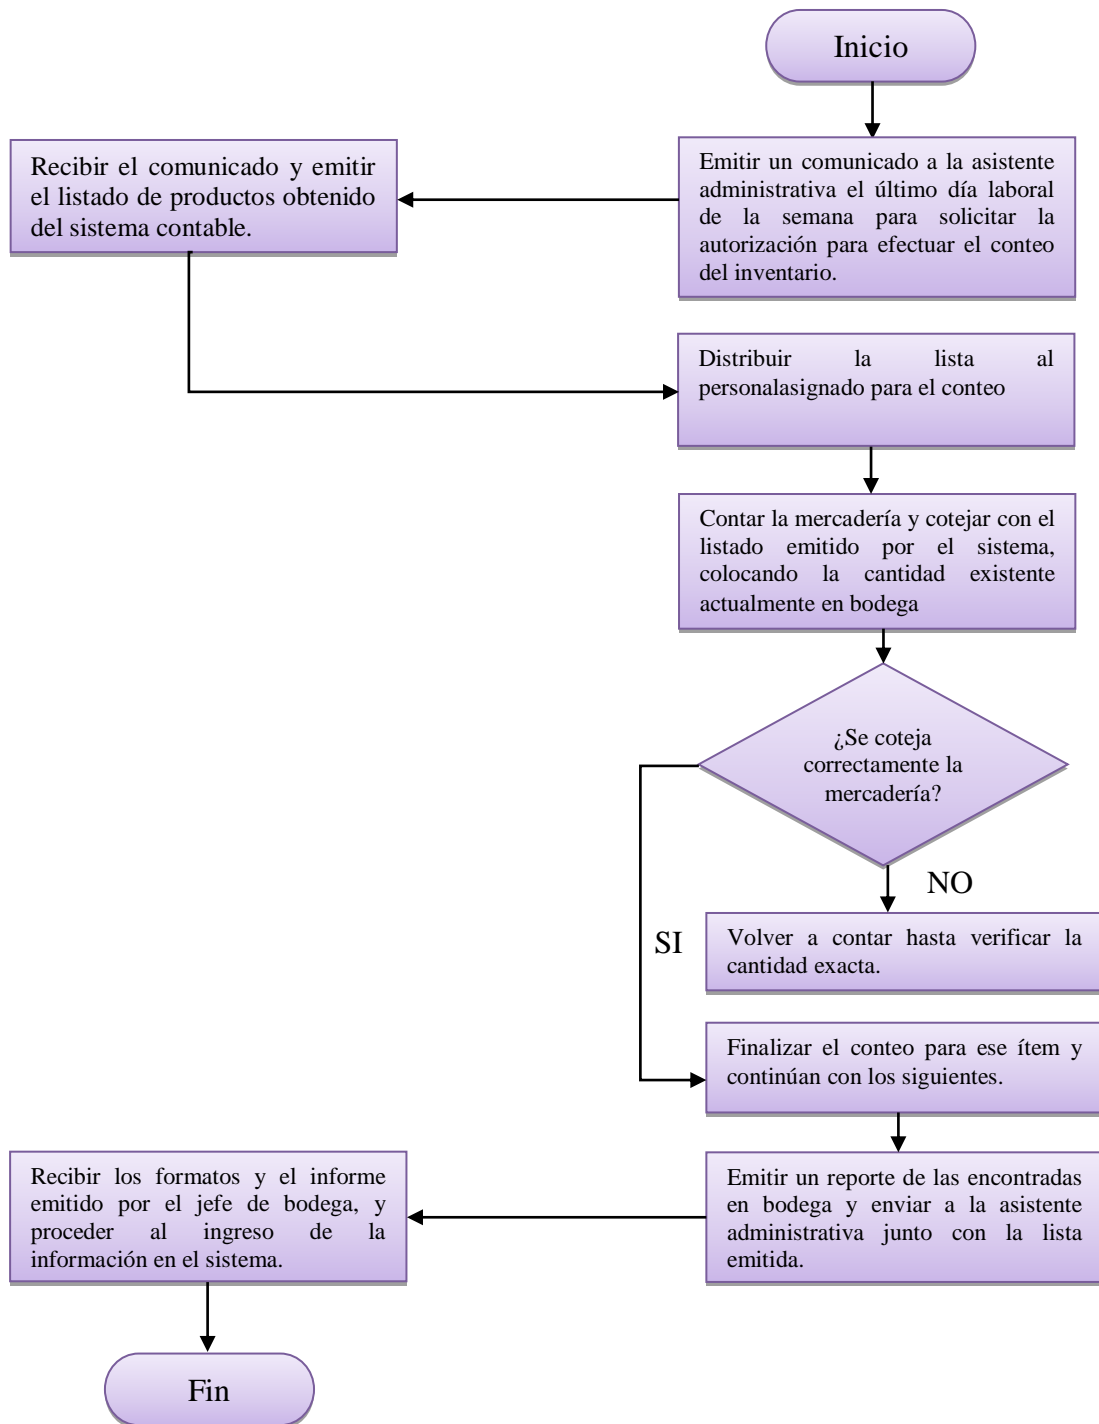 Inicio
Emitir un comunicado a la asistente
administrativa el último día laboral
de la semana para solicitar la
autorización para efectuar el conteo
del inventario.
Recibir el comunicado y emitir
el listado de productos obtenido
del sistema contable.
Distribuir la lista al
personalasignado para el conteo
Contar la mercadería y cotejar con el
listado emitido por el sistema,
colocando la cantidad existente
actualmente en bodega
¿Se coteja
correctamente la
mercadería?
NO
SI
Volver a contar hasta verificar la
cantidad exacta.
Finalizar el conteo para ese ítem y
continúan con los siguientes.
Emitir un reporte de las encontradas
en bodega y enviar a la asistente
administrativa junto con la lista
emitida.
Recibir los formatos y el informe
emitido por el jefe de bodega, y
proceder al ingreso de la
información en el sistema.
Fin